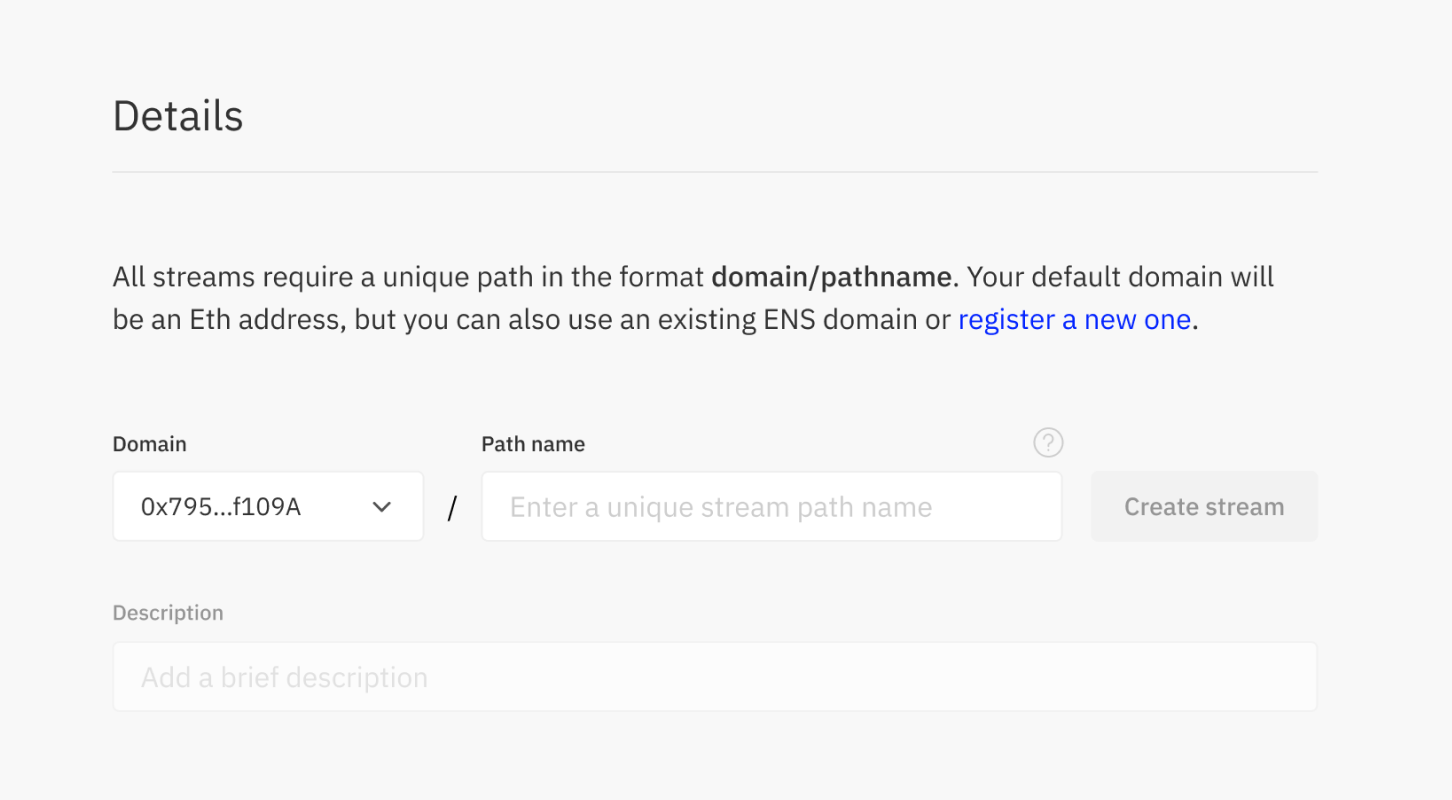 Details
All streams require a unique path in the format domain/pathname. Your default domain will
be an Eth address, but you can also use an existing ENS domain or register a new one.
Domain
Path name
?
0x795...f109A
/
Enter a unique stream path name
Create stream
Description
Add a brief description